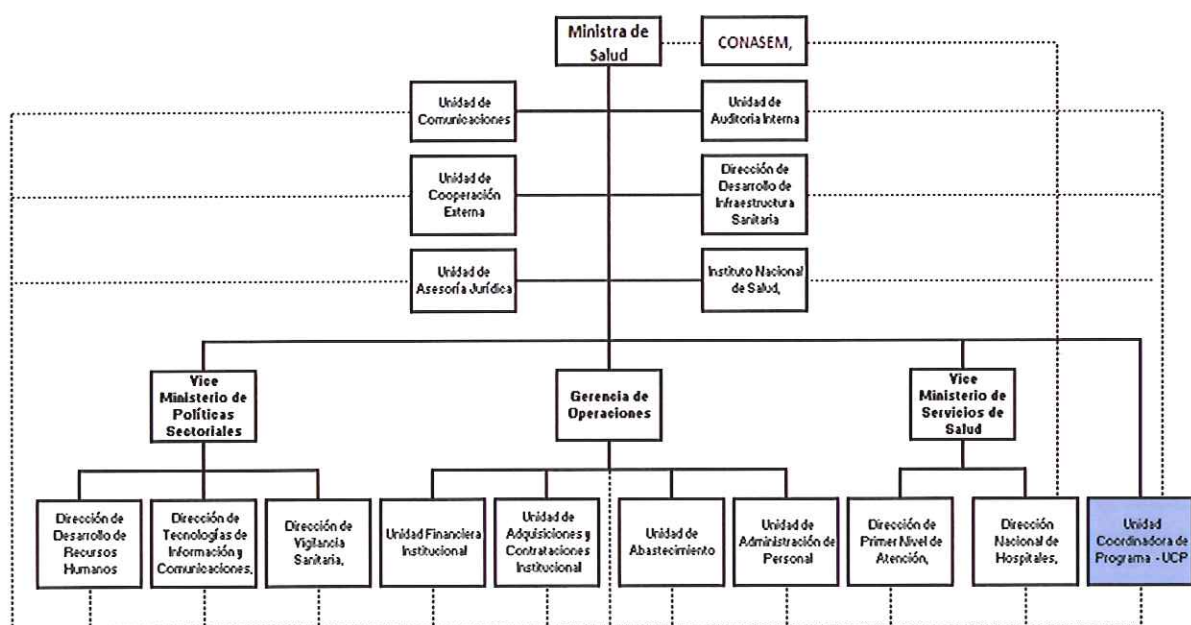 Ministra de
Salud
CONASEM,
Unidad de
Comunicaciones
Unidad de
Auditoria Interna
Unidad de
Cooperación
Externa
Dirección de
Desarrollo de
Infraestructura
Sanitaria
Unidad de
Asesoría Jurídica
Instituto Nacional
de Salud,
Vice
Ministerio de
Políticas
Sectoriales
Gerencia de
Operaciones
Vice
Ministerio de
Servicios de
Salud
Dirección de
Desarrollo de
Recursos
Humanos
Dirección de
Tecnologías de
Información y
Comunicaciones,
Dirección de
Vigilancia
Sanitaria,
Unidad Financiera
Institucional
Unidad de
Adquisiciones y
Contrataciones
Institucional
Unidad de
Abastecimiento
Unidad de
Administración de
Personal
Dirección de
Primer Nivel de
Atención,
Dirección
Nacional de
Hospitales,
Unidad
Coordinadora de
Programa - UCP